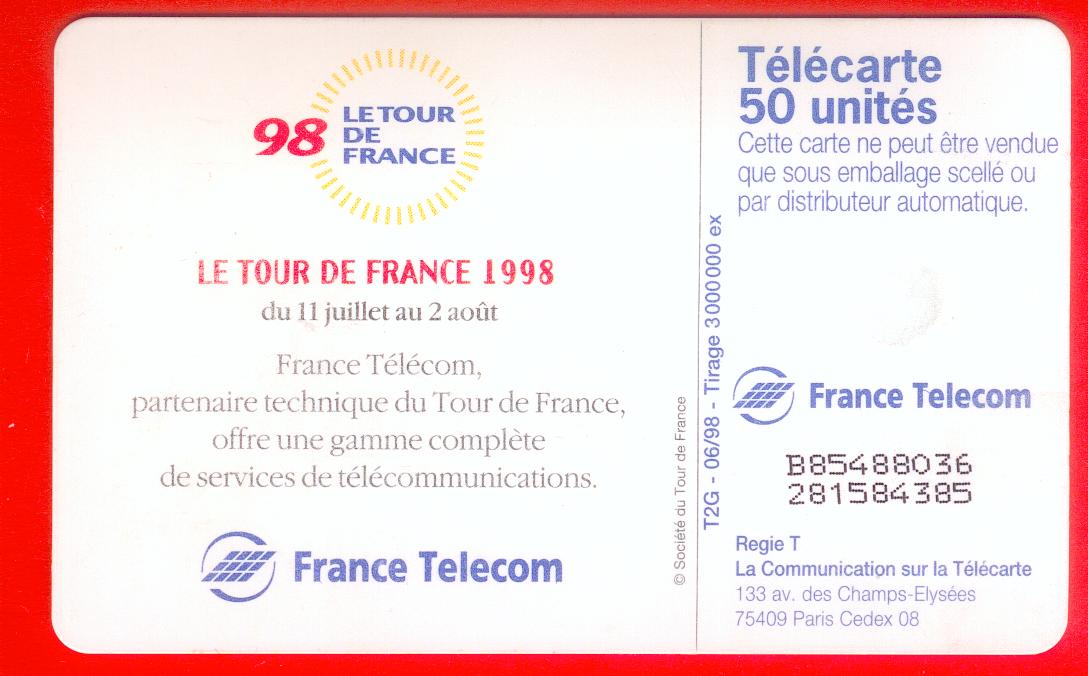 98
LE TOUR
DE
FRANCE
LE TOUR DE FRANCE 1998
du 11 juillet au 2 août
France Télécom,
partenaire technique du Tour de France,
offre une gamme complète
de services de télécommunications.
France Telecom
© Société du Tour de France
T2G - 06/98 - Tirage 3 000 000 ex
Télécarte
50 unités
Cette carte ne peut être vendue
que sous emballage scellé ou
par distributeur automatique.
France Telecom
B85488036
281584385
Regie T
La Communication sur la Télécarte
133 av. des Champs-Elysées
75409 Paris Cedex 08